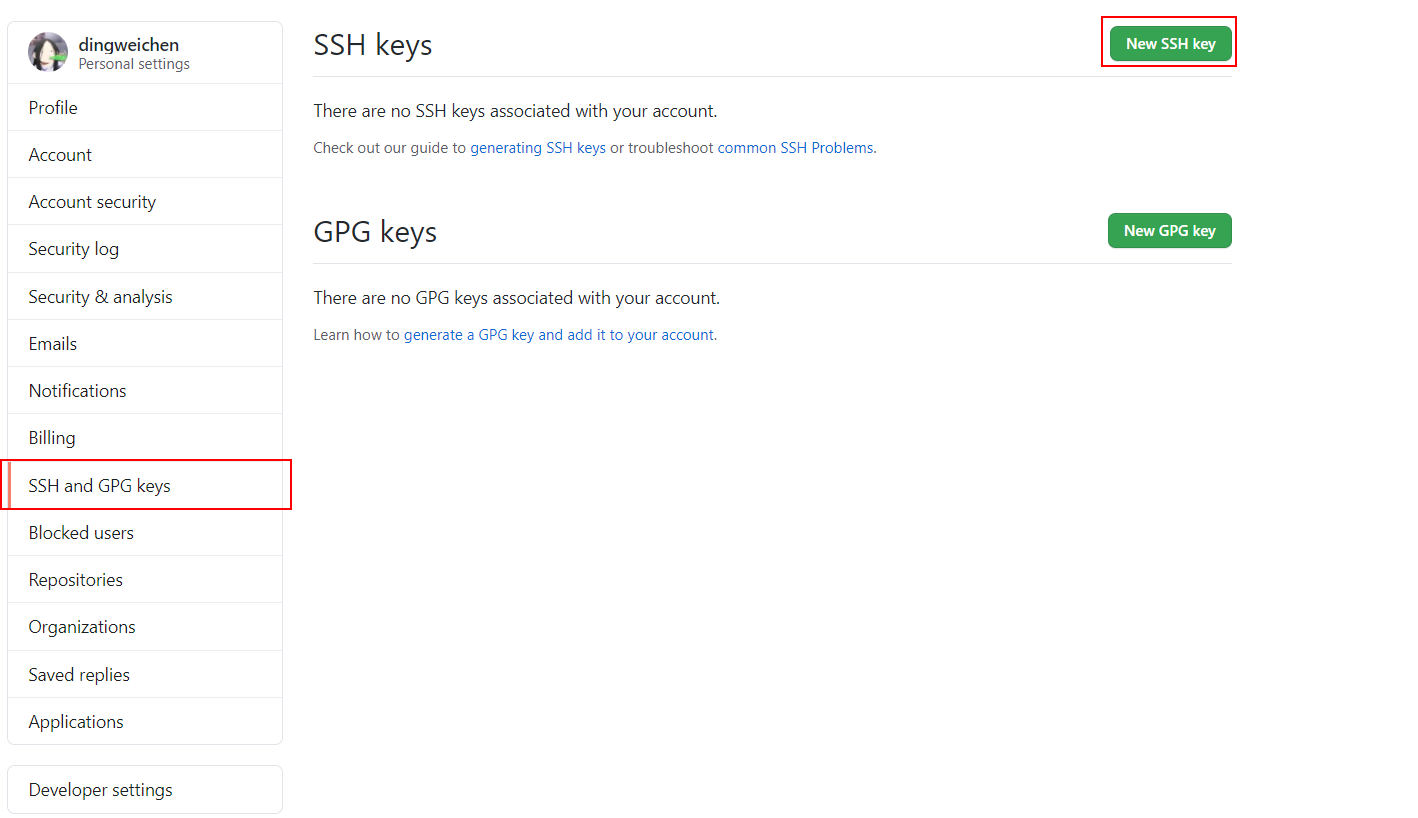 dingweichen
Personal settings
Profile
Account
Account security
Security log
Security & analysis
Emails
Notifications
Billing
SSH and GPG keys
Blocked users
Repositories
Organizations
Saved replies
Applications
Developer settings
SSH keys
New SSH key
There are no SSH keys associated with your account.
Check out our guide to generating SSH keys or troubleshoot common SSH Problems.
GPG keys
New GPG key
There are no GPG keys associated with your account.
Learn how to generate a GPG key and add it to your account.